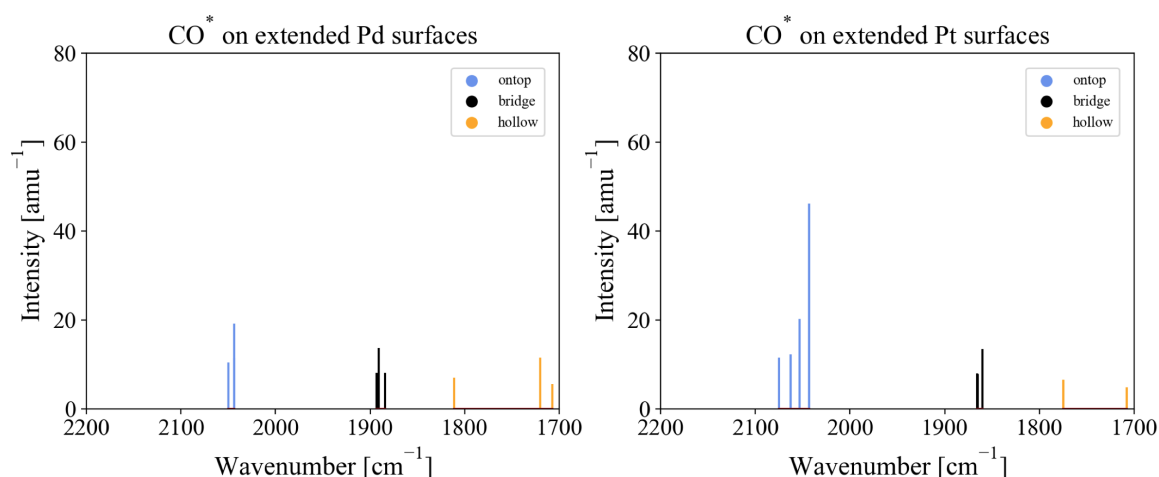 CO* on extended Pd surfaces
80
60
40
20
0
Intensity [amu⁻¹]
ontop
bridge
hollow
2200 2100 2000 1900 1800 1700
Wavenumber [cm⁻¹]
CO* on extended Pt surfaces
80
60
40
20
0
Intensity [amu⁻¹]
ontop
bridge
hollow
2200 2100 2000 1900 1800 1700
Wavenumber [cm⁻¹]